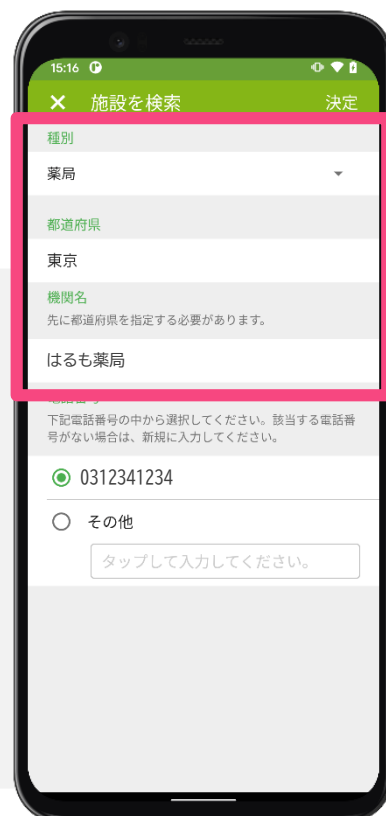 15:16
施設を検索
決定
種別
薬局
都道府県
東京
機関名
先に都道府県を指定する必要があります。
はるも薬局
下記電話番号の中から選択してください。該当する電話番
号がない場合は、新規に入力してください。
0312341234
その他
タップして入力してください。